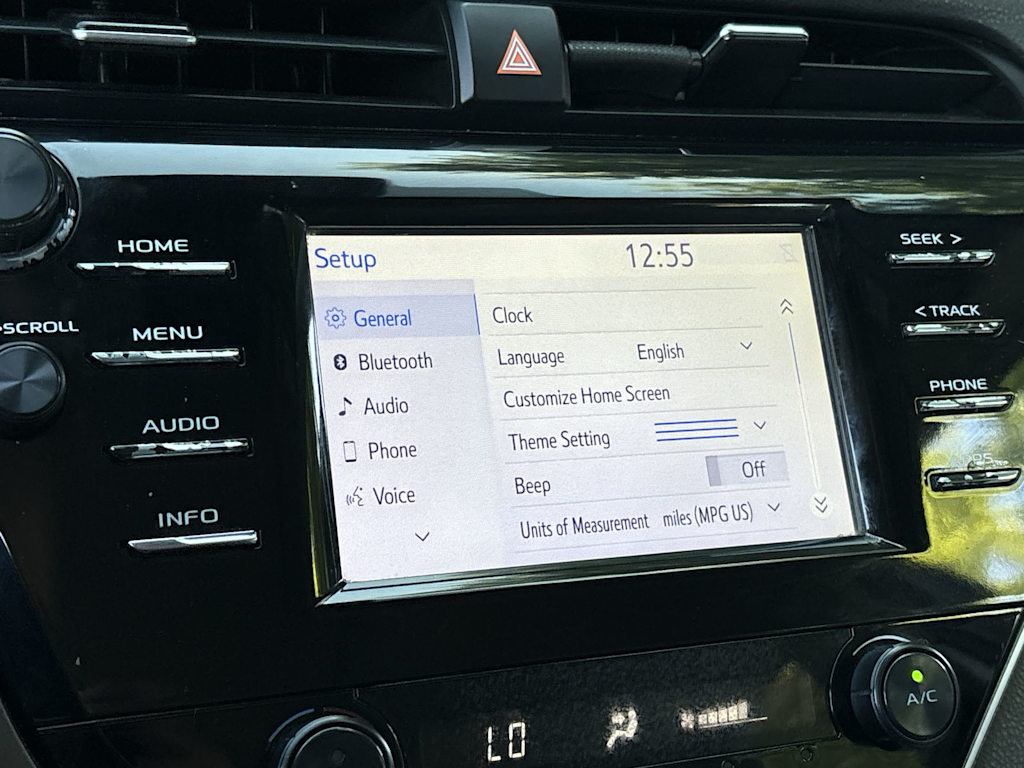 HOME
SCROLL
MENU
AUDIO
INFO
Setup
12:55
General
Bluetooth
Audio
Phone
Voice
Clock
Language English
Customize Home Screen
Theme Setting
Beep Off
Units of Measurement miles (MPG US)
SEEK >
< TRACK
PHONE
LO
A/C